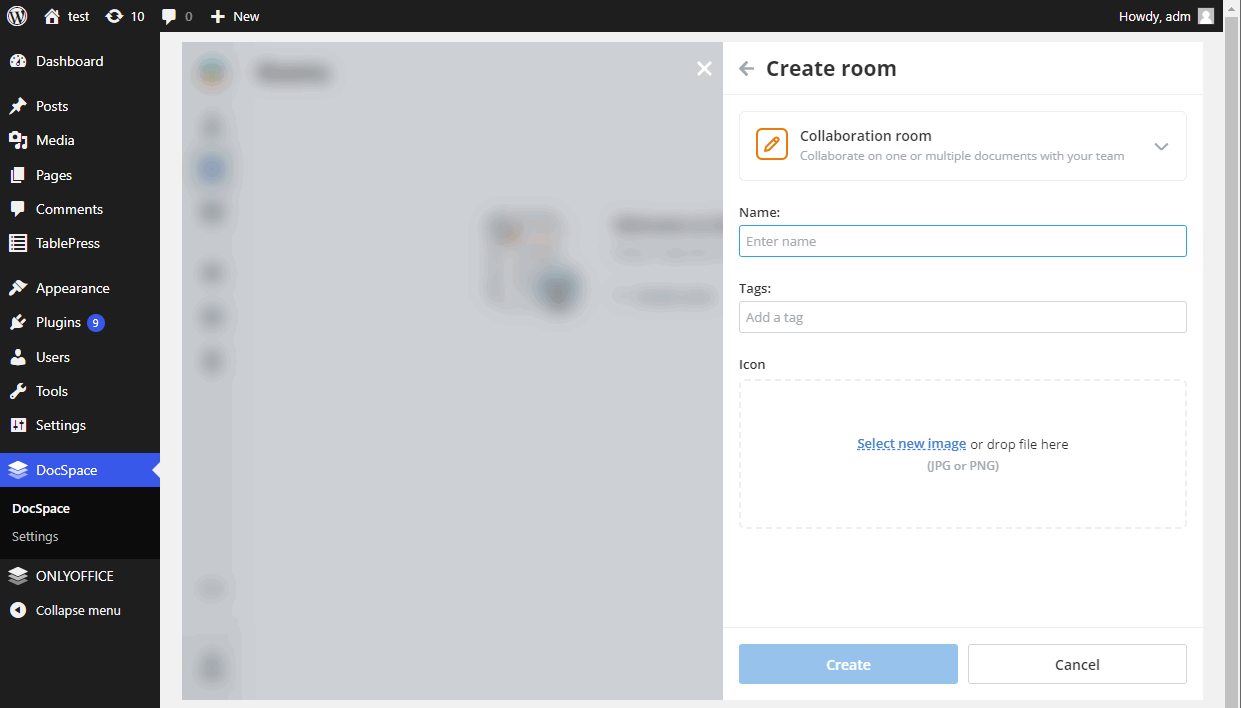 test 10 0 New
Howdy, adm
Dashboard
Posts
Media
Pages
Comments
TablePress
Appearance
Plugins 9
Users
Tools
Settings
DocSpace
DocSpace
Settings
ONLYOFFICE
Collapse menu
Create room
Collaboration room
Collaborate on one or multiple documents with your team
Name:
Enter name
Tags:
Add a tag
Icon
Select new image or drop file here
(JPG or PNG)
Create
Cancel